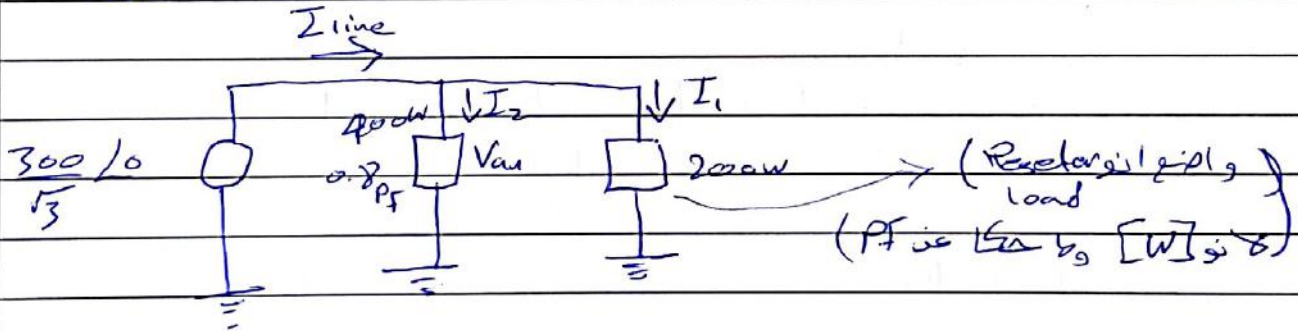 I line
400W ↓I2 ↓ I1
300/√3 /0 0.8 pf Van 2000W → (واضح انو Resestor
load
لانو [W] وما حكا عن Pf)